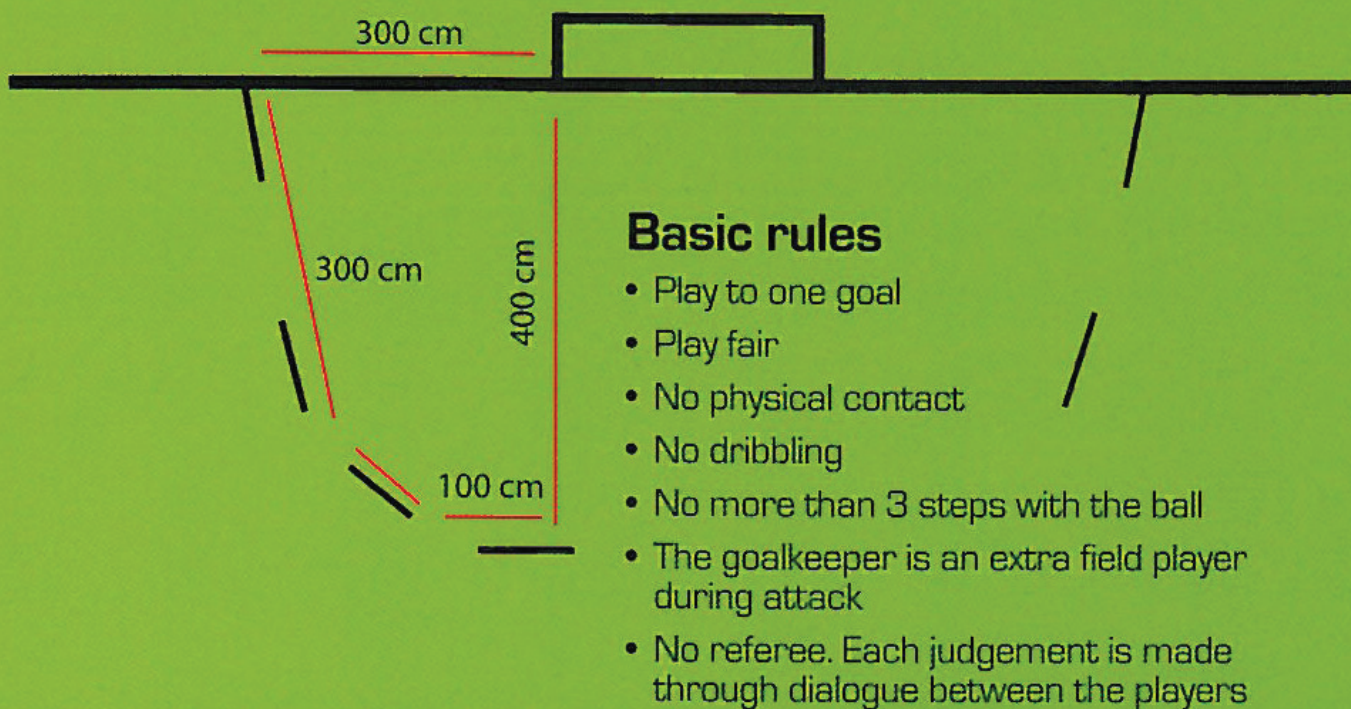 300 cm
300 cm
400 cm
100 cm
Basic rules
• Play to one goal
• Play fair
• No physical contact
• No dribbling
• No more than 3 steps with the ball
• The goalkeeper is an extra field player
during attack
• No referee. Each judgement is made
through dialogue between the players